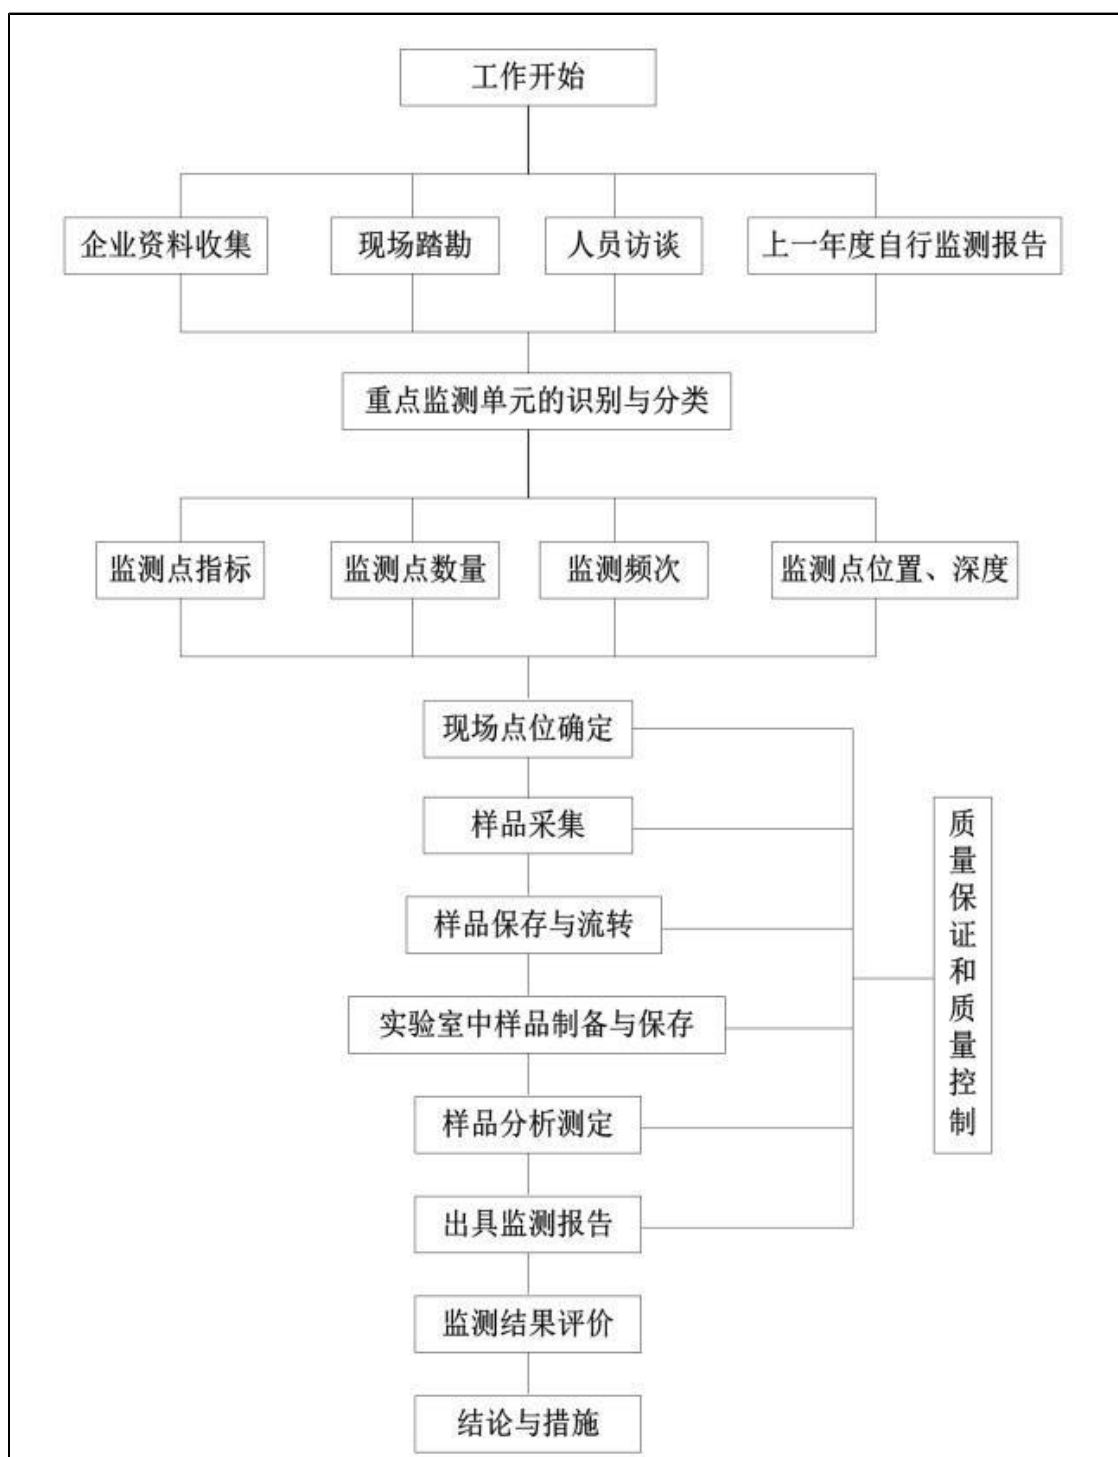 工作开始
企业资料收集
现场踏勘
人员访谈
上一年度自行监测报告
重点监测单元的识别与分类
监测点指标
监测点数量
监测频次
监测点位置、深度
现场点位确定
样品采集
样品保存与流转
实验室中样品制备与保存
样品分析测定
出具监测报告
监测结果评价
结论与措施
质量保证和质量控制